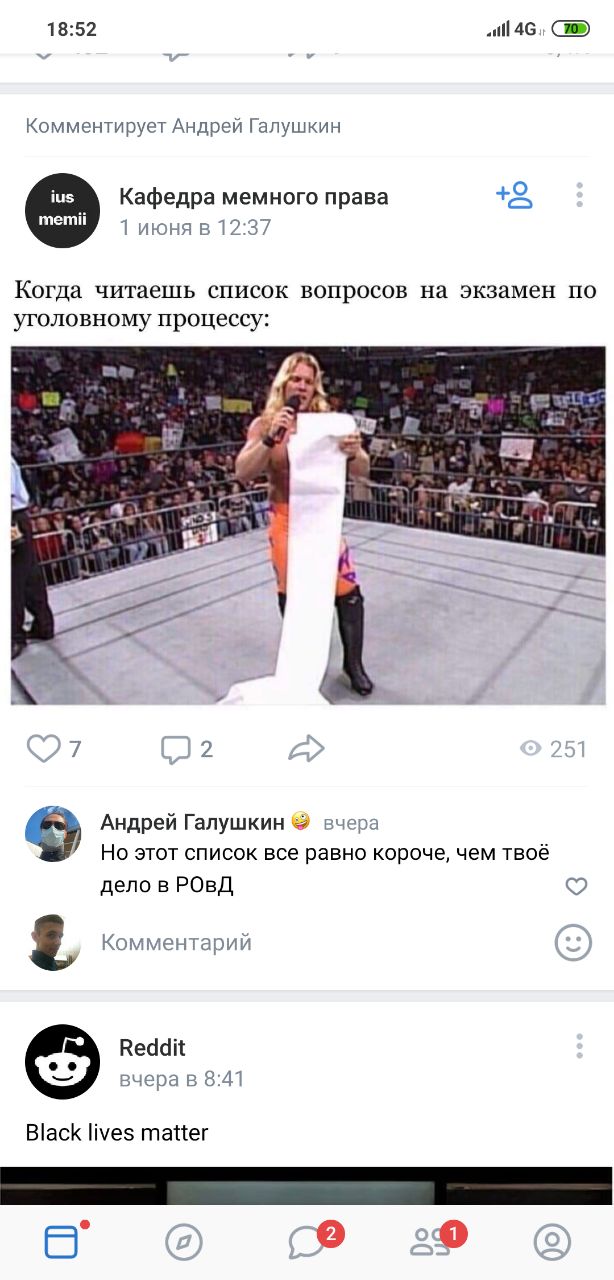 18:52
4G
70
Комментирует Андрей Галушкин
ius
memii
Кафедра мемного права
1 июня в 12:37
Когда читаешь список вопросов на экзамен по
уголовному процессу:
7
2
251
Андрей Галушкин 🤪 вчера
Но этот список все равно короче, чем твоё
дело в РОвД
Комментарий
Reddit
вчера в 8:41
Black lives matter
2
1